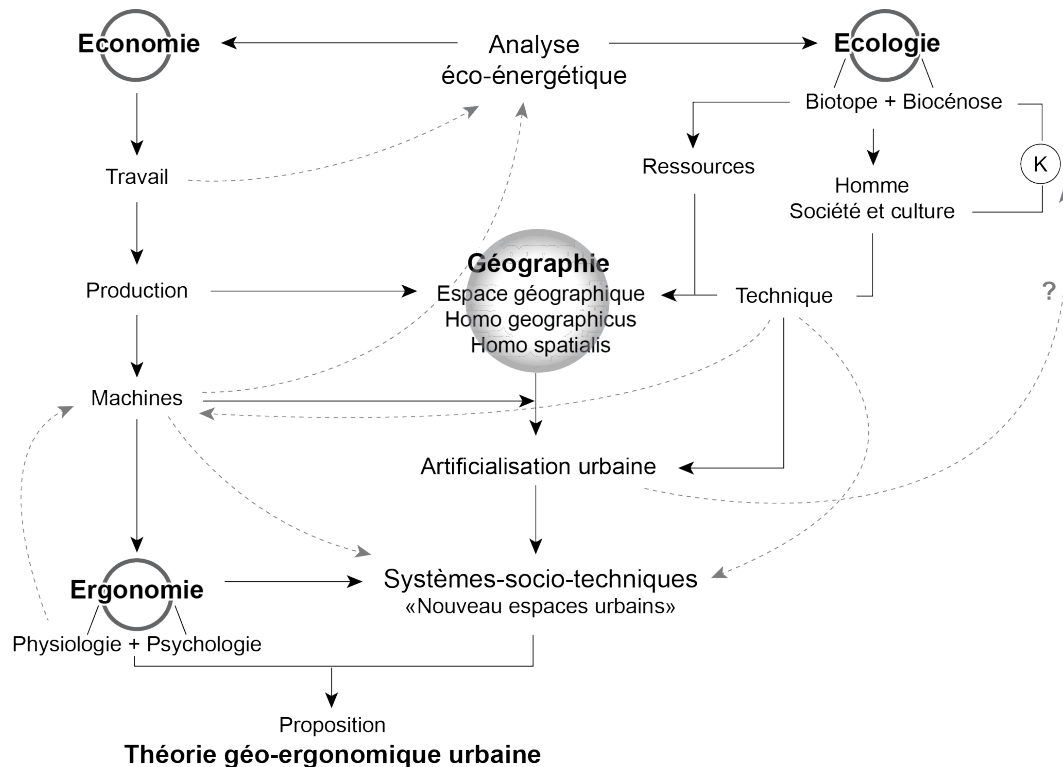 Economie
Analyse
éco-énergétique
Ecologie
Biotope + Biocénose
Travail
Ressources
Homme
Société et culture
K
Production
Géographie
Espace géographique
Homo geographicus
Homo spatialis
Technique
?
Machines
Artificialisation urbaine
Ergonomie
Physiologie + Psychologie
Systèmes-socio-techniques
«Nouveau espaces urbains»
Proposition
Théorie géo-ergonomique urbaine